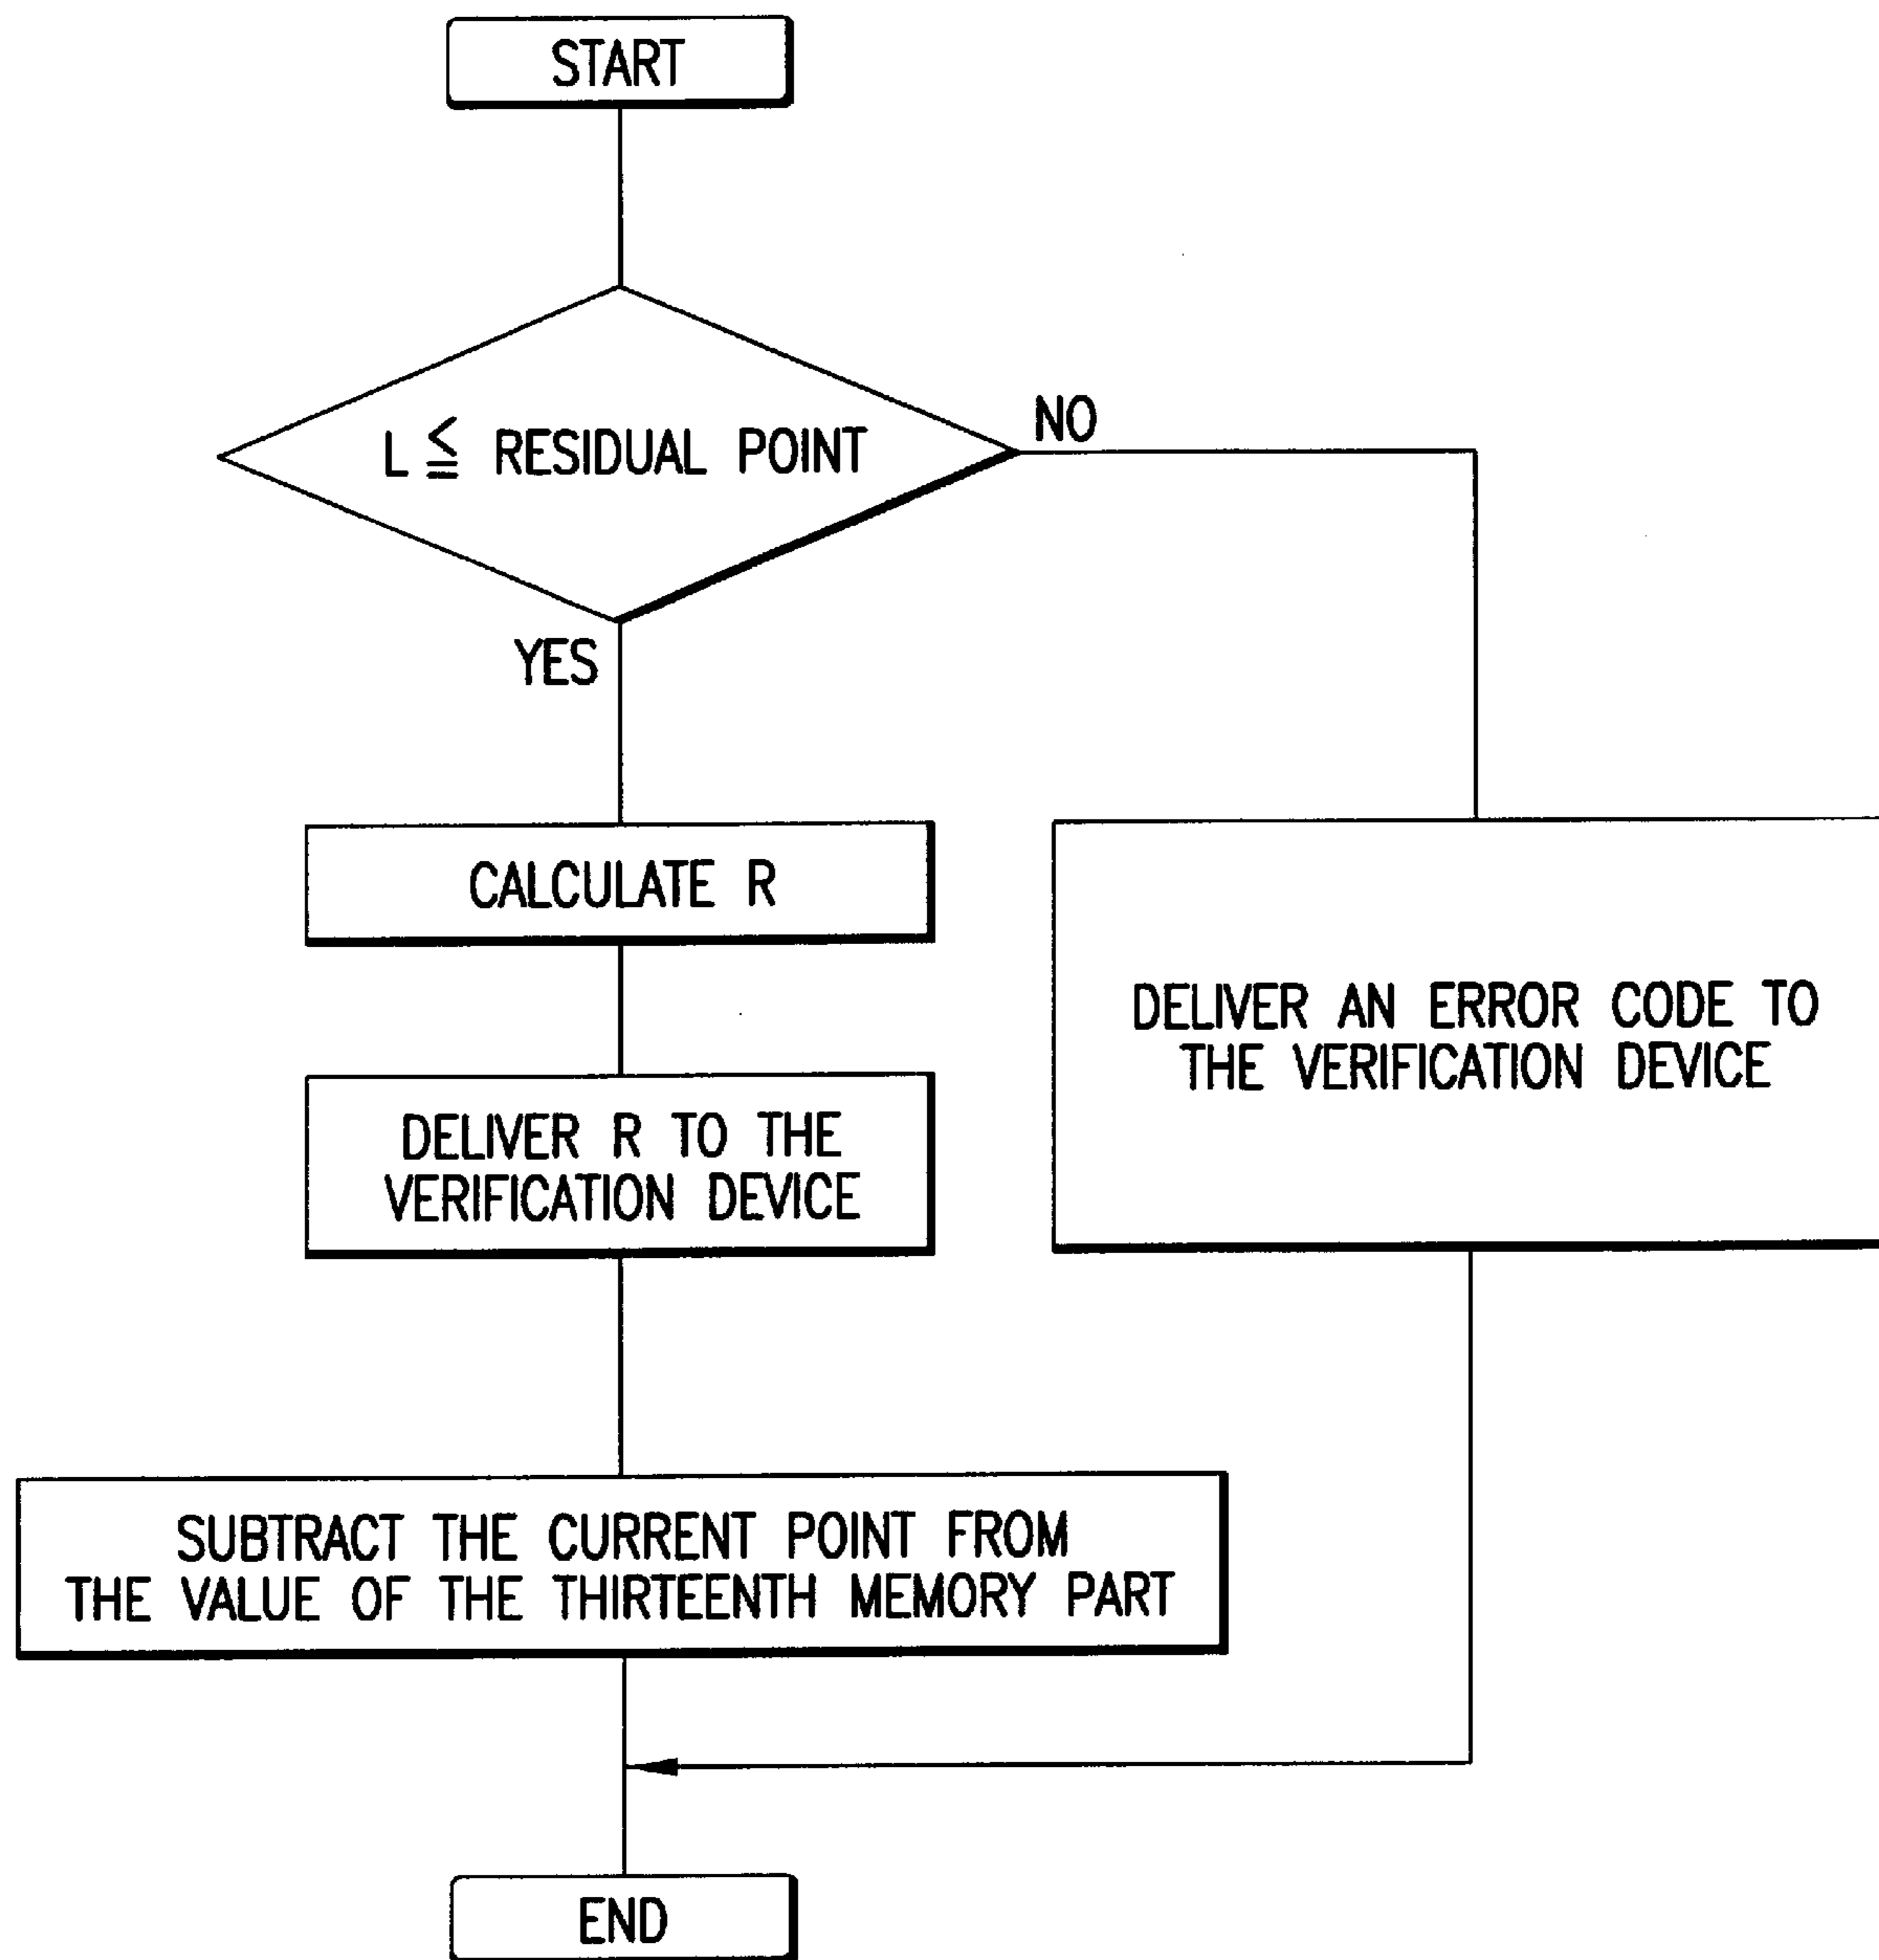 START
L ≦ RESIDUAL POINT
NO
YES
CALCULATE R
DELIVER AN ERROR CODE TO
THE VERIFICATION DEVICE
DELIVER R TO THE
VERIFICATION DEVICE
SUBTRACT THE CURRENT POINT FROM
THE VALUE OF THE THIRTEENTH MEMORY PART
END